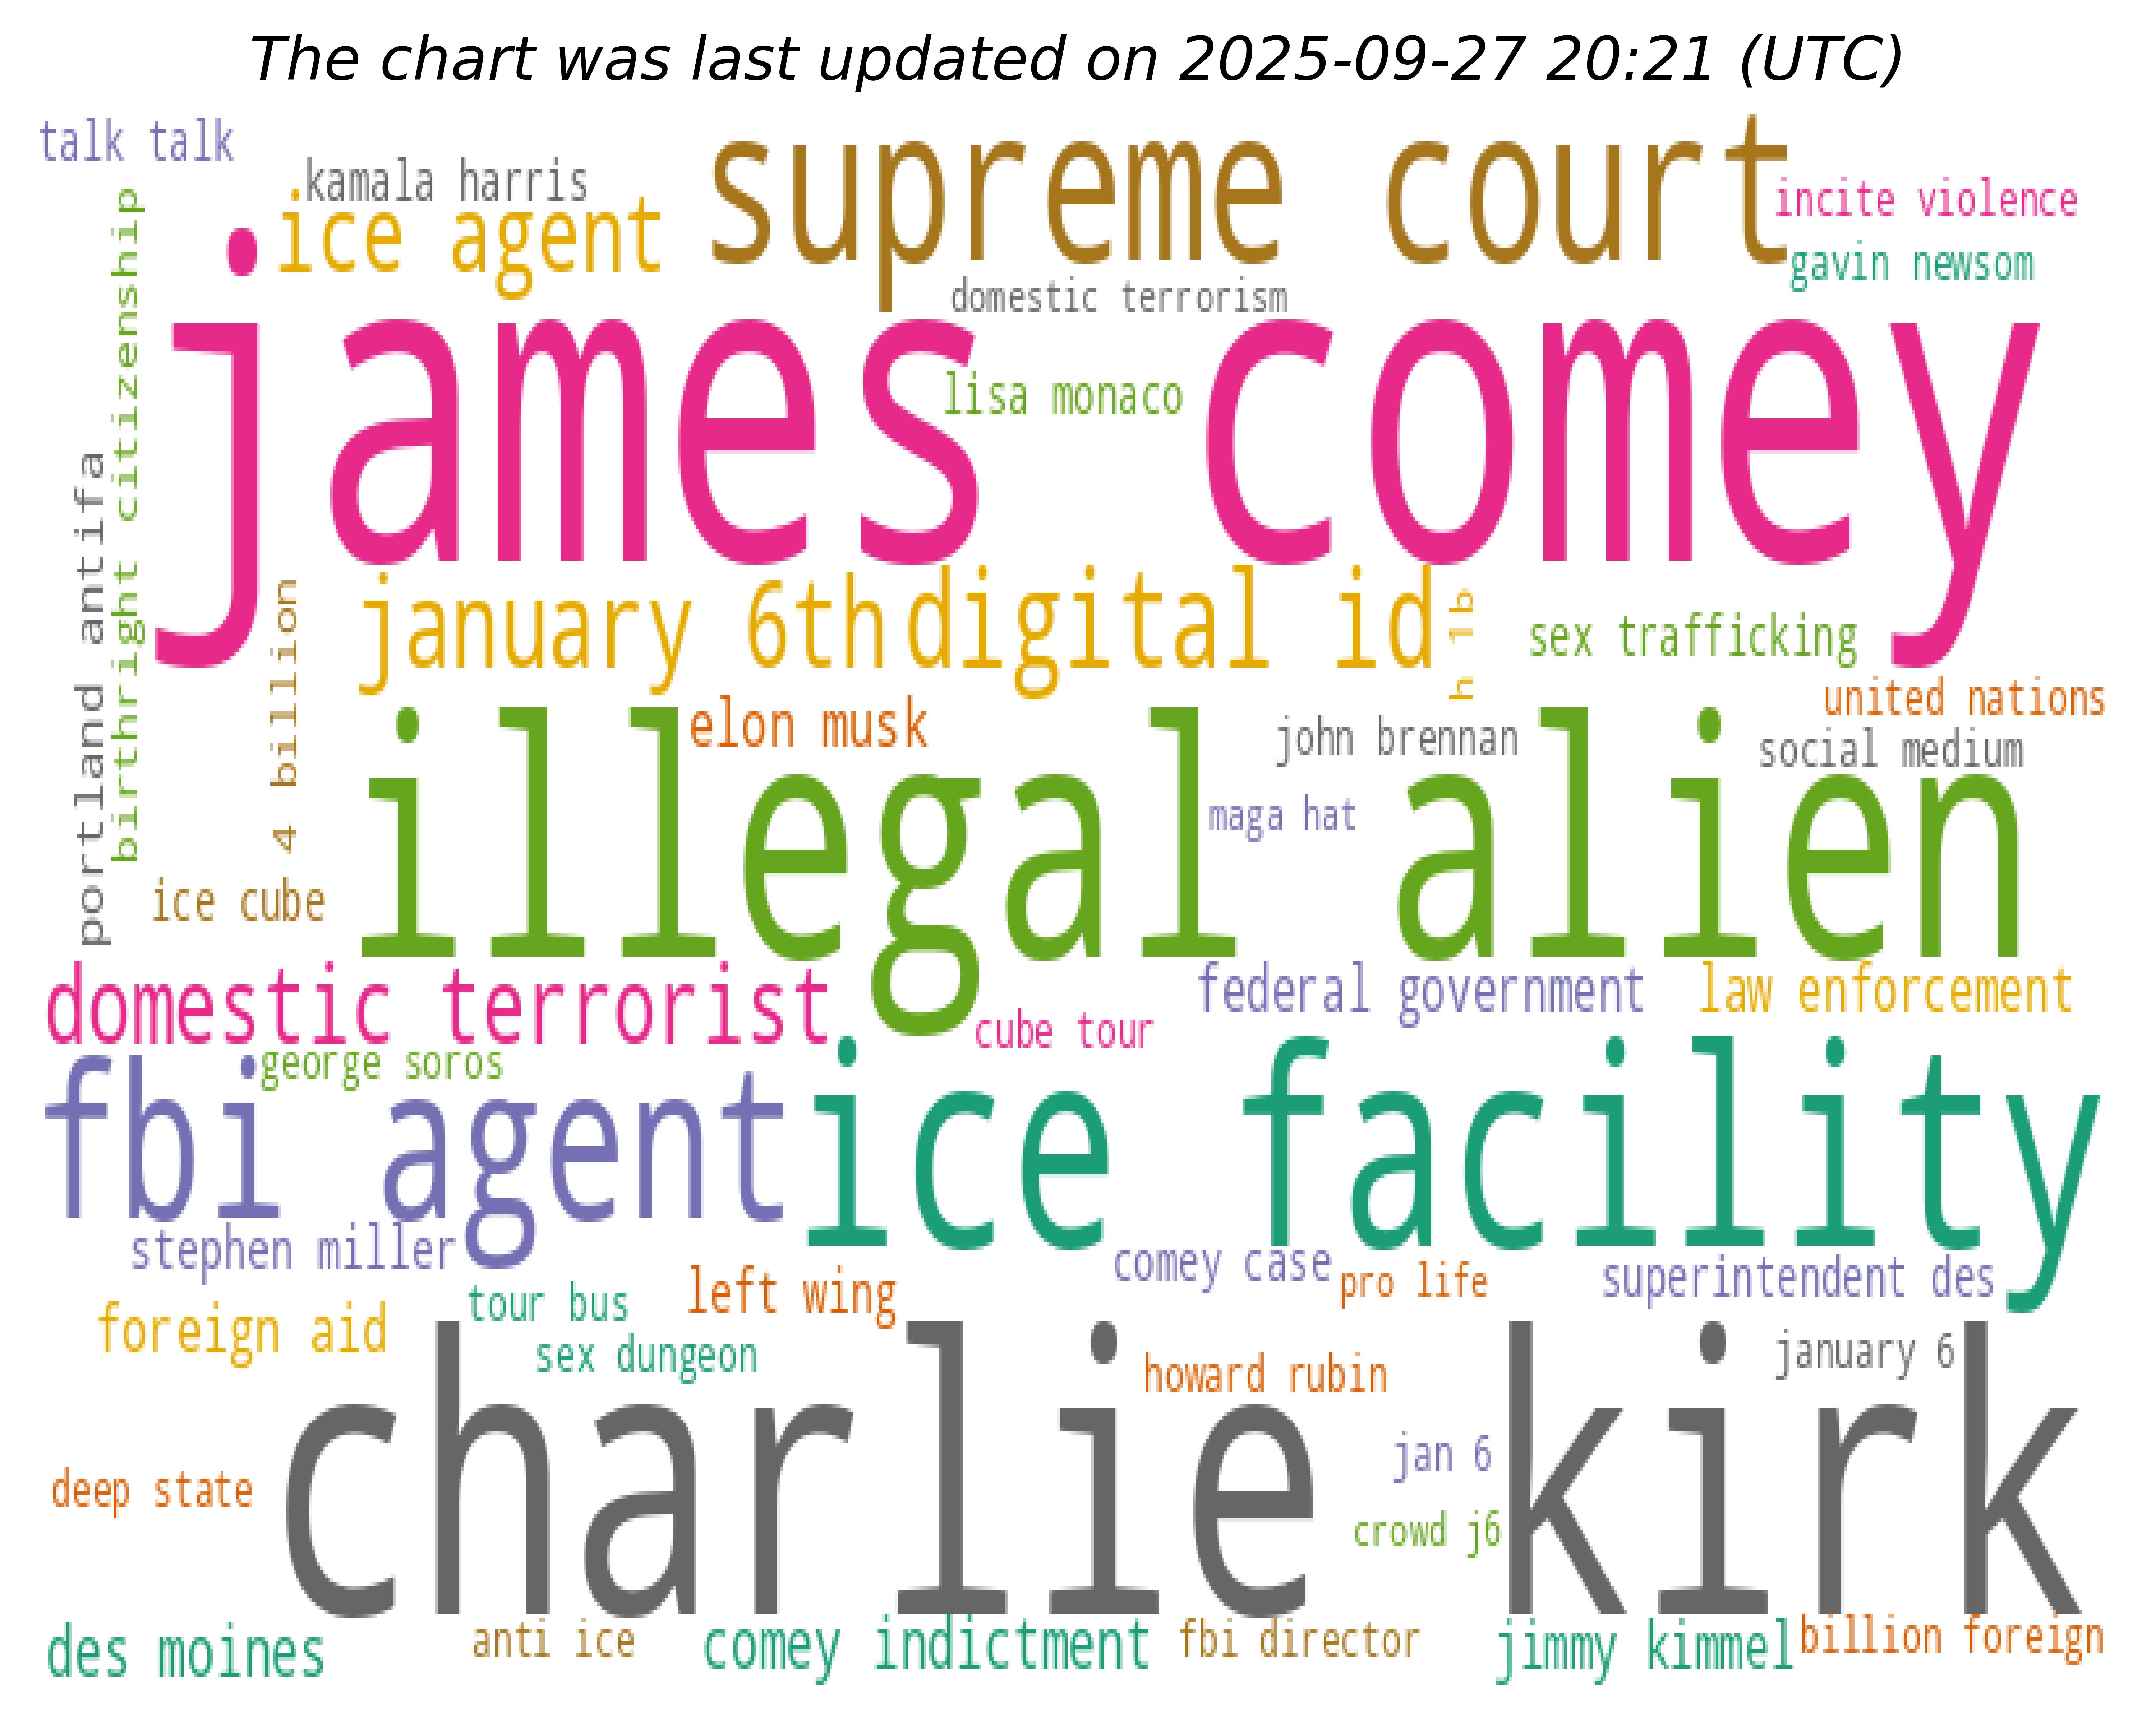 The chart was last updated on 2025-09-27 20:21 (UTC)
talk talk
kamala harris
supreme court
incite violence
ice agent
gavin newsom
domestic terrorism
james comey
lisa monaco
birthright citizenship
portland antifa
4 billion
january 6th
digital id
h 1b
sex trafficking
united nations
elon musk
john brennan
social medium
illegal alien
maga hat
ice cube
domestic terrorist
federal government
law enforcement
cube tour
george soros
fbi agent
ice facility
stephen miller
comey case
pro life
superintendent des
tour bus
left wing
foreign aid
sex dungeon
howard rubin
january 6
charlie kirk
jan 6
deep state
crowd j6
des moines
anti ice
comey indictment
fbi director
jimmy kimmel
billion foreign